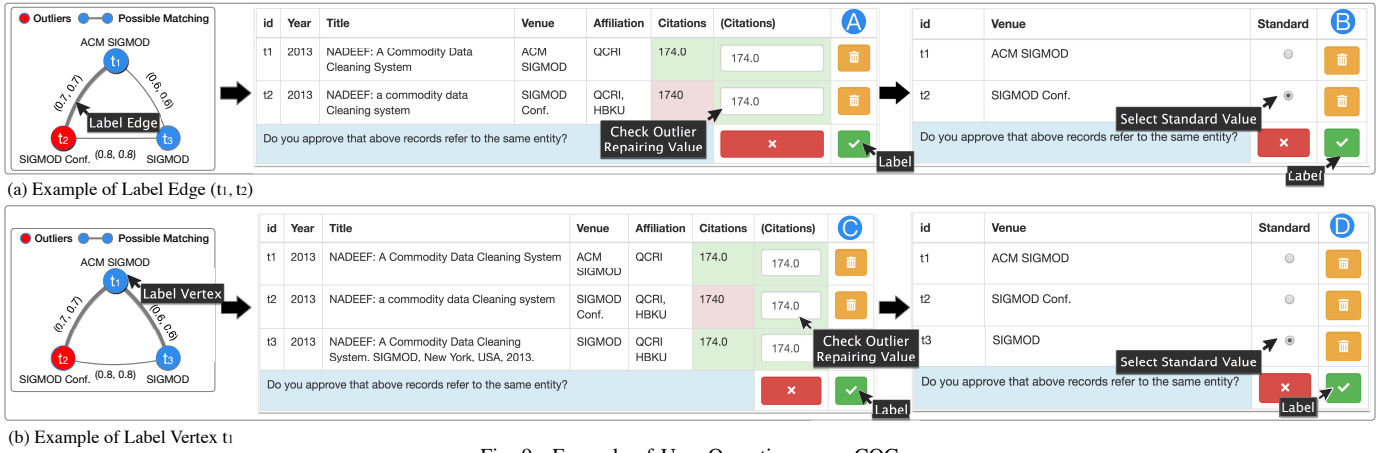 Outliers Possible Matching
ACM SIGMOD
t1
(0.7, 0.7)
(0.6, 0.6)
Label Edge
t2
t3
SIGMOD Conf. (0.8, 0.8) SIGMOD
id Year Title Venue Affiliation Citations (Citations) A
t1 2013 NADEEF: A Commodity Data Cleaning System ACM SIGMOD QCRI 174.0 174.0
t2 2013 NADEEF: a commodity data Cleaning system SIGMOD Conf. QCRI, HBKU 1740 174.0
Check Outlier Repairing Value
Do you approve that above records refer to the same entity?
Label
id Venue Standard B
t1 ACM SIGMOD
t2 SIGMOD Conf.
Select Standard Value
Do you approve that above records refer to the same entity?
Label
(a) Example of Label Edge (t1, t2)
Outliers Possible Matching
ACM SIGMOD
t1
Label Vertex
(0.7, 0.7)
(0.6, 0.6)
t2
t3
SIGMOD Conf. (0.8, 0.8) SIGMOD
id Year Title Venue Affiliation Citations (Citations) C
t1 2013 NADEEF: A Commodity Data Cleaning System ACM SIGMOD QCRI 174.0 174.0
t2 2013 NADEEF: a commodity data Cleaning system SIGMOD Conf. QCRI, HBKU 1740 174.0
t3 2013 NADEEF: A Commodity Data Cleaning System. SIGMOD, New York, USA, 2013. SIGMOD QCRI HBKU 174.0 174.0
Check Outlier Repairing Value
Do you approve that above records refer to the same entity?
Label
id Venue Standard D
t1 ACM SIGMOD
t2 SIGMOD Conf.
t3 SIGMOD
Select Standard Value
Do you approve that above records refer to the same entity?
Label
(b) Example of Label Vertex t1